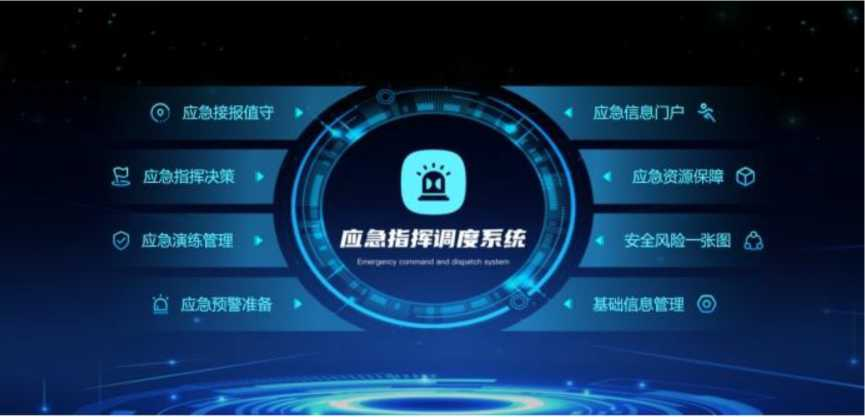 应急接报值守
应急信息门户
应急指挥决策
应急资源保障
应急演练管理
安全风险一张图
应急指挥调度系统
Emergency command and dispatch system
应急预警准备
基础信息管理